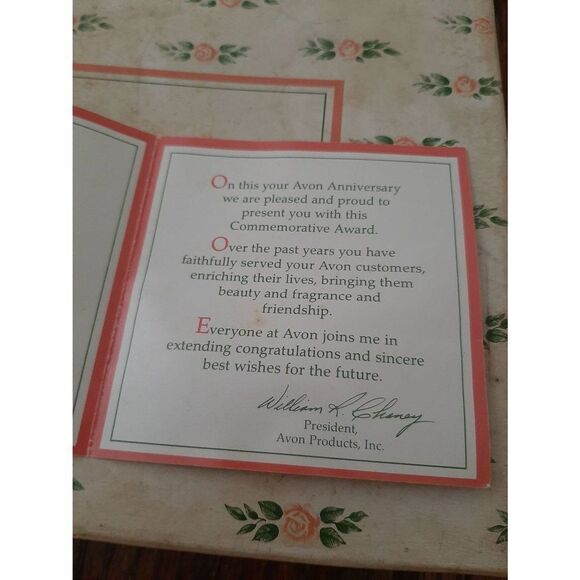 On this your Avon Anniversary
we are pleased and proud to
present you with this
Commemorative Award.
Over the past years you have
faithfully served your Avon customers,
enriching their lives, bringing them
beauty and fragrance and
friendship.
Everyone at Avon joins me in
extending congratulations and sincere
best wishes for the future.
William R. Chaney
President,
Avon Products, Inc.